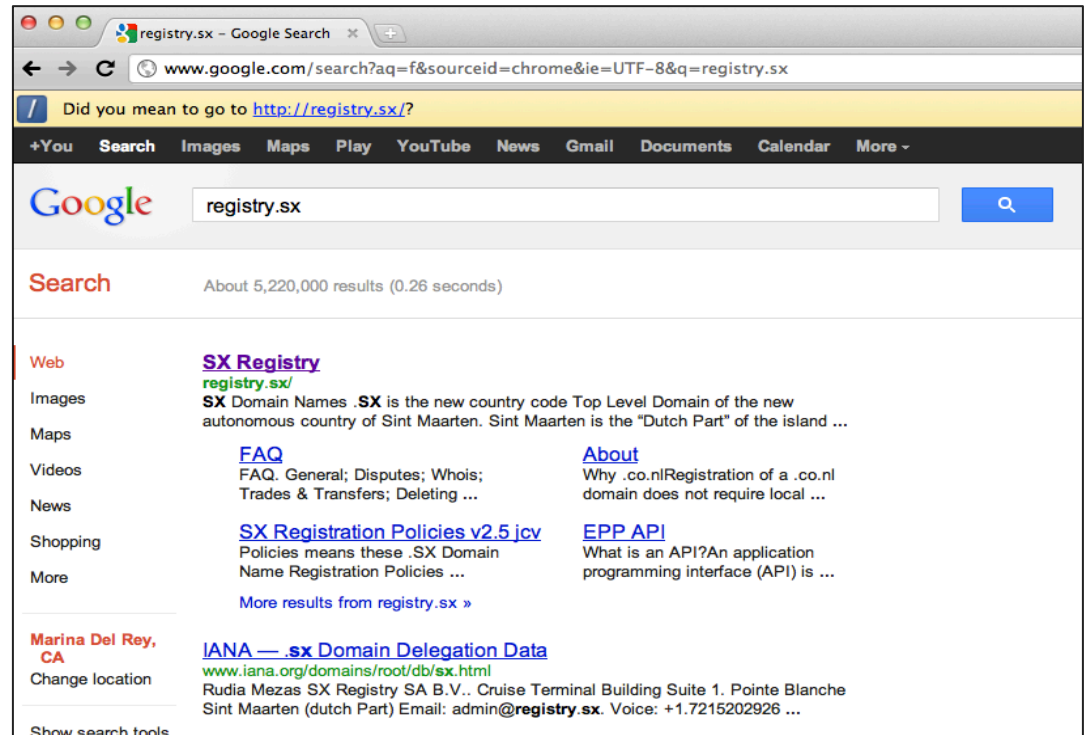 registry.sx – Google Search
www.google.com/search?aq=f&sourceid=chrome&ie=UTF-8&q=registry.sx
Did you mean to go to http://registry.sx/?
+You Search Images Maps Play YouTube News Gmail Documents Calendar More
Google
registry.sx
Search
About 5,220,000 results (0.26 seconds)
Web
Images
Maps
Videos
News
Shopping
More
Marina Del Rey,
CA
Change location
Show search tools
SX Registry
registry.sx/
SX Domain Names .SX is the new country code Top Level Domain of the new
autonomous country of Sint Maarten. Sint Maarten is the “Dutch Part” of the island ...
FAQ
FAQ. General; Disputes; Whois;
Trades & Transfers; Deleting ...
About
Why .co.nlRegistration of a .co.nl
domain does not require local ...
SX Registration Policies v2.5 jcv
Policies means these .SX Domain
Name Registration Policies ...
EPP API
What is an API?An application
programming interface (API) is ...
More results from registry.sx »
IANA — .sx Domain Delegation Data
www.iana.org/domains/root/db/sx.html
Rudia Mezas SX Registry SA B.V.. Cruise Terminal Building Suite 1. Pointe Blanche
Sint Maarten (dutch Part) Email: admin@registry.sx. Voice: +1.7215202926 ...